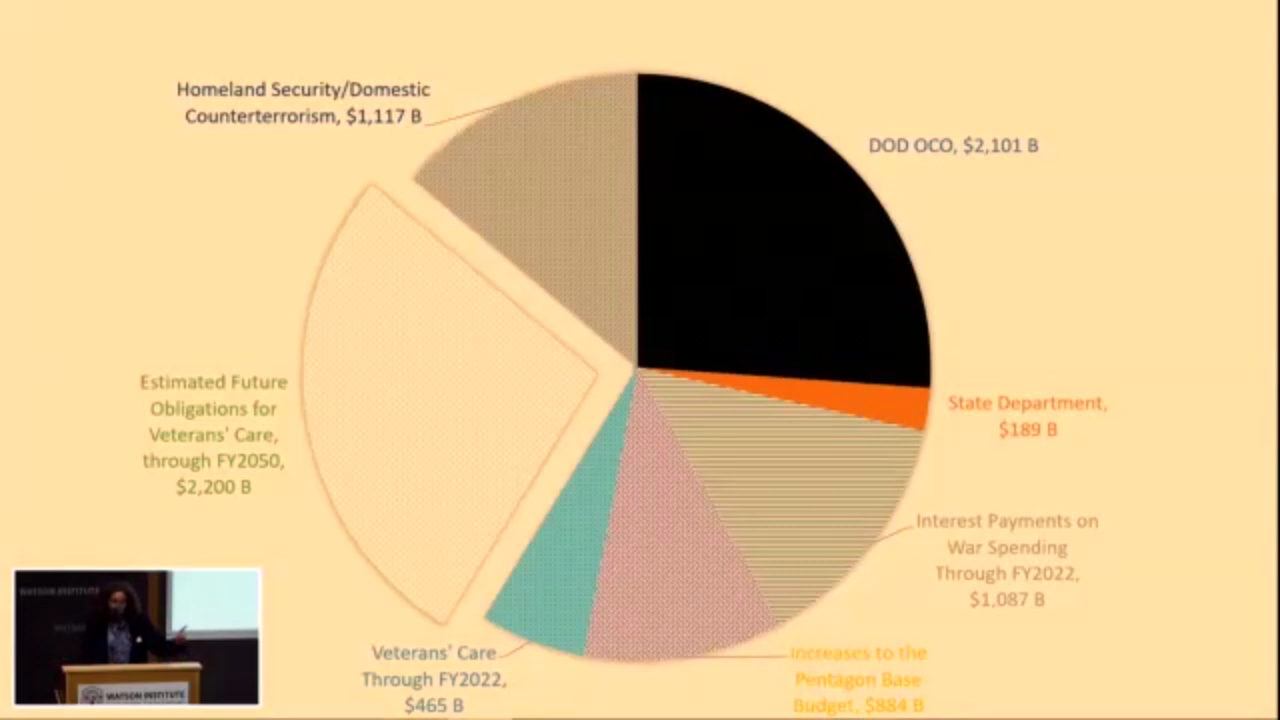 Homeland Security/Domestic
Counterterrorism, $1,117 B
DOD OCO, $2,101 B
Estimated Future
Obligations for
Veterans' Care,
through FY2050,
$2,200 B
State Department,
$189 B
Interest Payments on
War Spending
Through FY2022,
$1,087 B
Veterans' Care
Through FY2022,
$465 B
Increases to the
Pentagon Base
Budget, $884 B
WATSON INSTITUTE
WATSON INSTITUTE